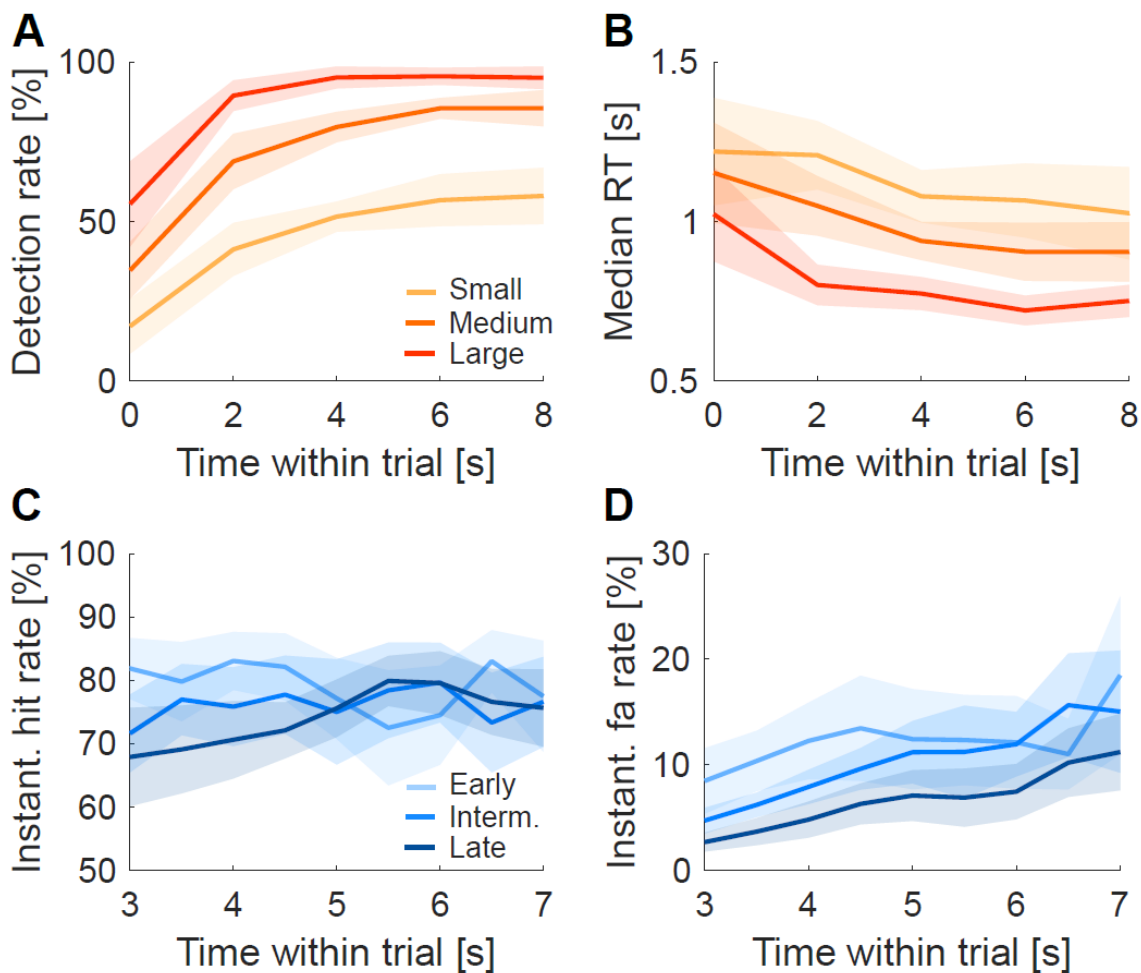 A
Detection rate [%]
100
50
0
0 2 4 6 8
Time within trial [s]
Small
Medium
Large
B
Median RT [s]
1.5
1
0.5
0 2 4 6 8
Time within trial [s]
C
Instant. hit rate [%]
100
90
80
70
60
50
3 4 5 6 7
Time within trial [s]
Early
Interm.
Late
D
Instant. fa rate [%]
30
20
10
0
3 4 5 6 7
Time within trial [s]